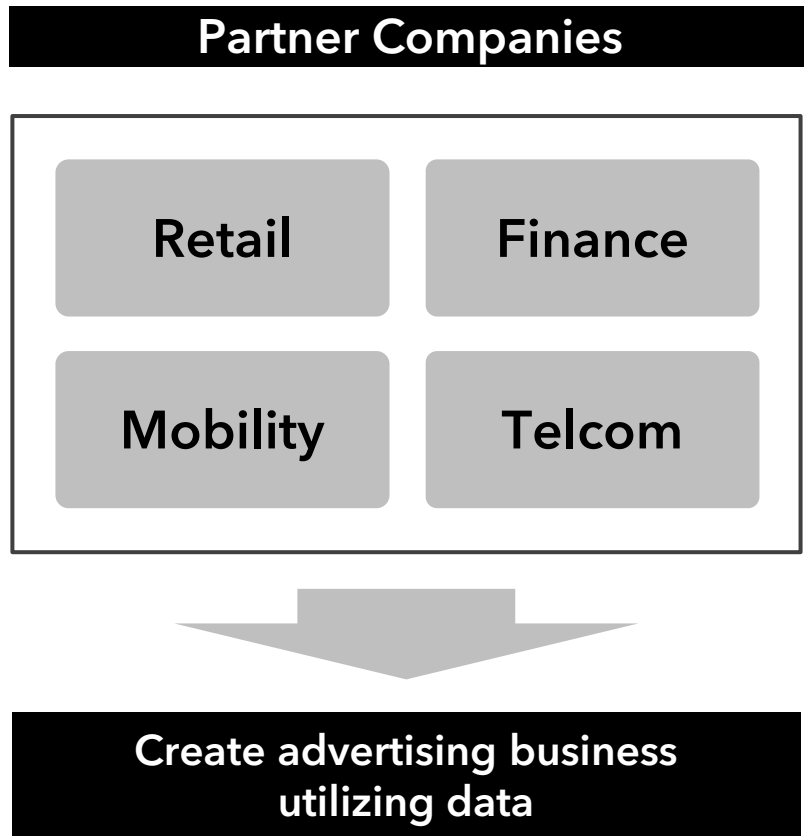 Partner Companies
Retail
Finance
Mobility
Telcom
Create advertising business
utilizing data